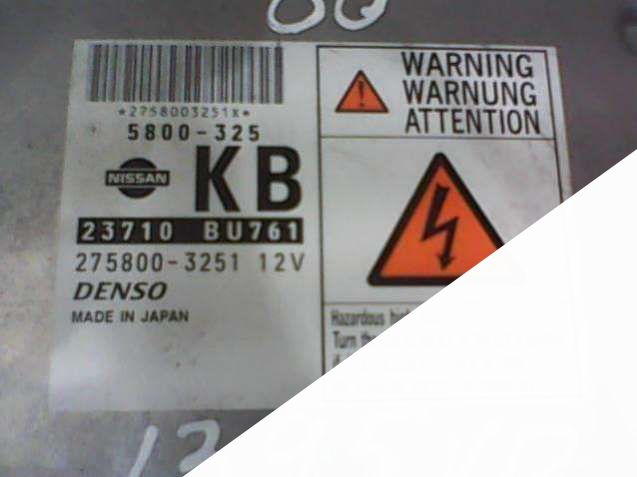 *2758003251X*
5800-325
NISSAN
KB
23710 BU761
275800-3251 12V
DENSO
MADE IN JAPAN
WARNING
WARNUNG
ATTENTION
Hazardous
Turn